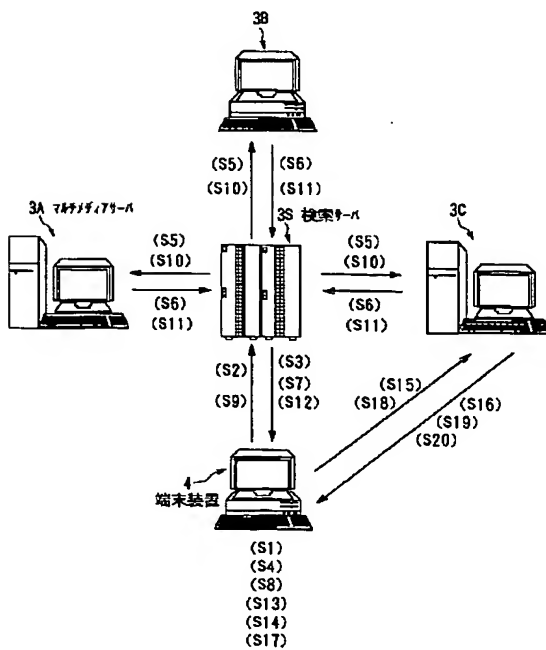 3B
(S5)
(S10)
(S6)
(S11)
3A マルチメディアサーバ
3S 検索サーバ
3C
(S5)
(S10)
(S6)
(S11)
(S5)
(S10)
(S6)
(S11)
(S2)
(S9)
(S3)
(S7)
(S12)
(S15)
(S18)
(S16)
(S19)
(S20)
4
端末装置
(S1)
(S4)
(S8)
(S13)
(S14)
(S17)